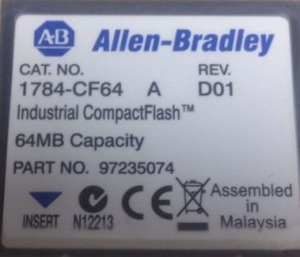 A-B Allen-Bradley
CAT. NO. REV.
1784-CF64 A D01
Industrial CompactFlash™
64MB Capacity
PART NO. 97235074
INSERT N12213 CE Assembled in Malaysia